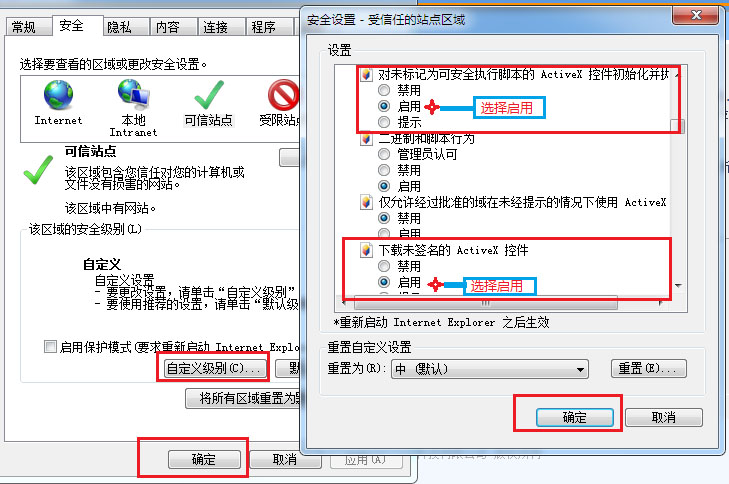 常规
安全
隐私
内容
连接
程序
选择要查看的区域或更改安全设置。
Internet
本地
Intranet
可信站点
受限站
可信站点
该区域包含您信任对您的计算机或
文件没有损害的网站。
该区域中有网站。
该区域的安全级别(L)
自定义
自定义设置
- 要更改设置，请单击“自定义级别”
- 要使用推荐的设置，请单击“默认级
启用保护模式(要求重新启动 Internet Explo
自定义级别(C)...
将所有区域重置为
确定
取消
应用(A)
安全设置 - 受信任的站点区域
设置
对未标记为可安全执行脚本的 ActiveX 控件初始化并执
禁用
启用
选择启用
提示
二进制和脚本行为
管理员认可
禁用
启用
仅允许经过批准的域在未经提示的情况下使用 ActiveX
禁用
启用
下载未签名的 ActiveX 控件
禁用
启用
选择启用
*重新启动 Internet Explorer 之后生效
重置自定义设置
重置为(R):
中 (默认)
重置(E)...
确定
取消